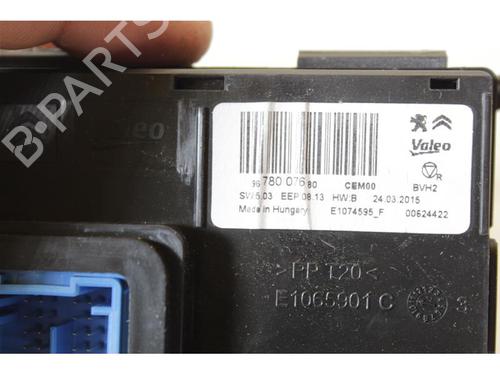 Valeo
Valeo
96 780 076 80 CEM00
R
BVH2
SW:5.03 EEP:08.13 HW:B 24.03.2015
Made in Hungary E1074595_F 00624422
>PP T20<
E1065901 C